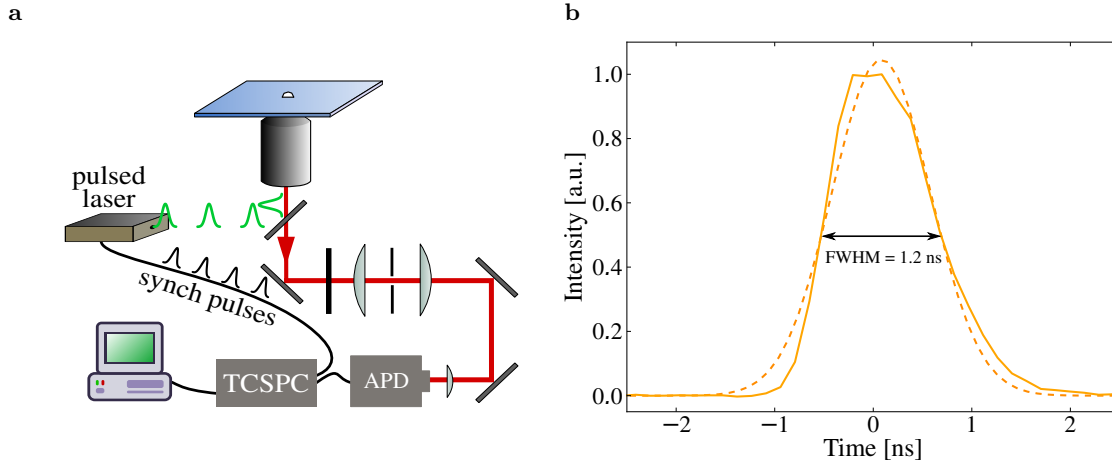 a
pulsed
laser
synch pulses
TCSPC
APD
b
Intensity [a.u.]
1.0
0.8
0.6
0.4
0.2
0.0
FWHM = 1.2 ns
−2
−1
0
1
2
Time [ns]